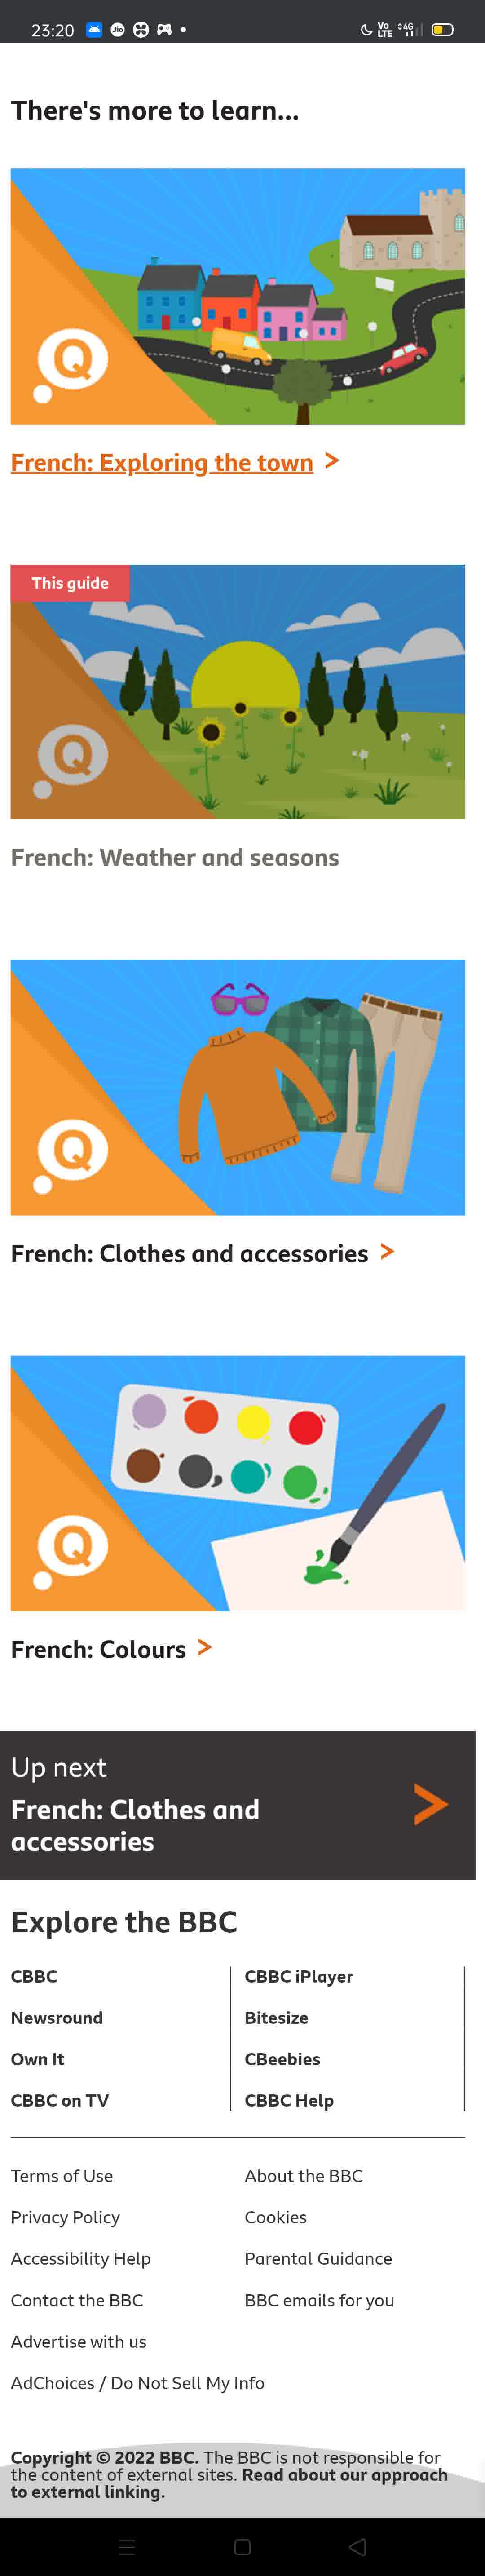 23:20 Jio Vo LTE 4G
There's more to learn...
Q
French: Exploring the town >
This guide
Q
French: Weather and seasons
Q
French: Clothes and accessories >
Q
French: Colours >
Up next
French: Clothes and
accessories
>
Explore the BBC
CBBC
CBBC iPlayer
Newsround
Bitesize
Own It
CBeebies
CBBC on TV
CBBC Help
Terms of Use
About the BBC
Privacy Policy
Cookies
Accessibility Help
Parental Guidance
Contact the BBC
BBC emails for you
Advertise with us
AdChoices / Do Not Sell My Info
Copyright © 2022 BBC. The BBC is not responsible for
the content of external sites. Read about our approach
to external linking.